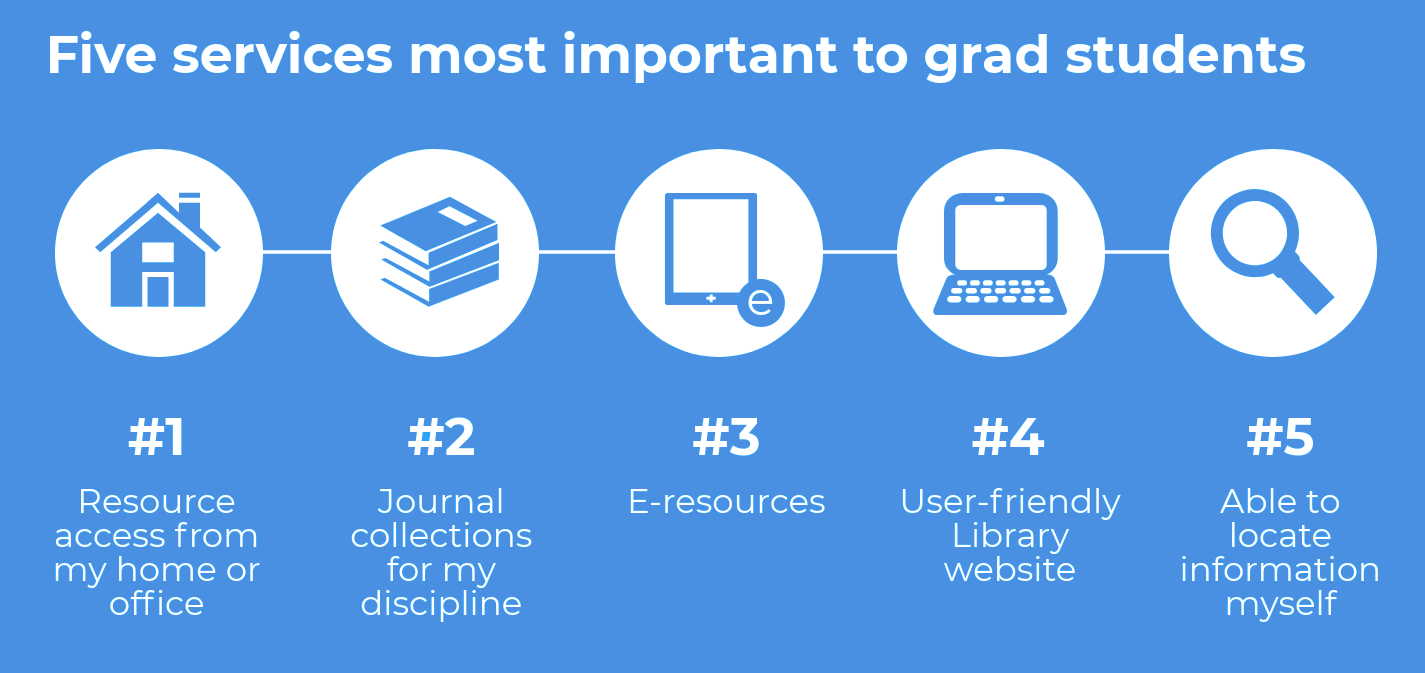 Five services most important to grad students
e
#1
Resource
access from
my home or
office
#2
Journal
collections
for my
discipline
#3
E-resources
#4
User-friendly
Library
website
#5
Able to
locate
information
myself